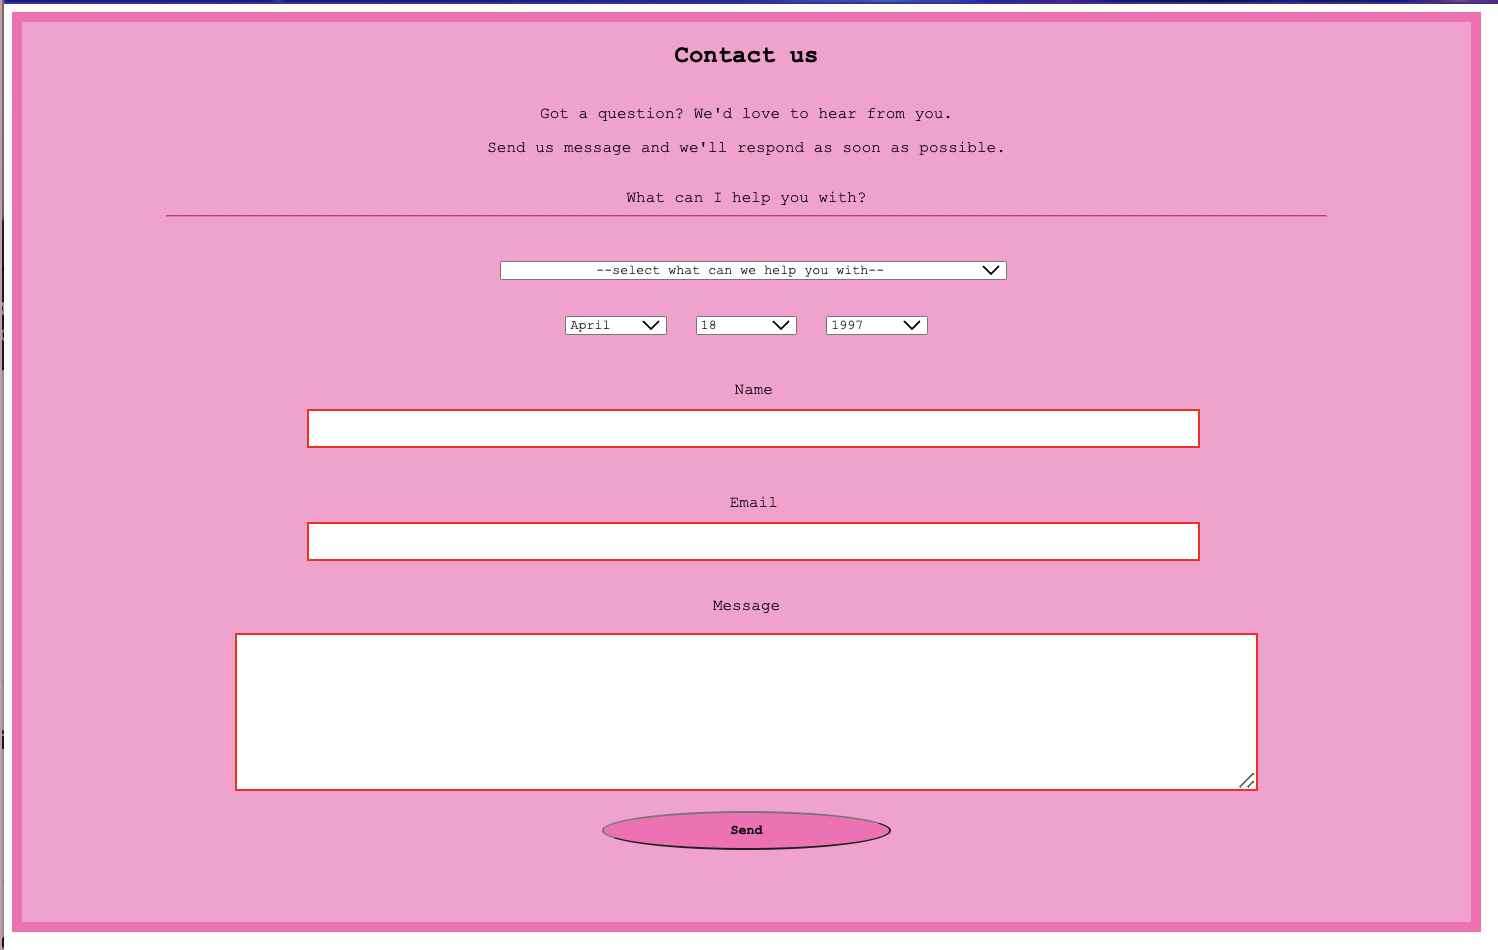 Contact us
Got a question? We'd love to hear from you.
Send us message and we'll respond as soon as possible.
What can I help you with?
--select what can we help you with--
April 18 1997
Name
Email
Message
Send